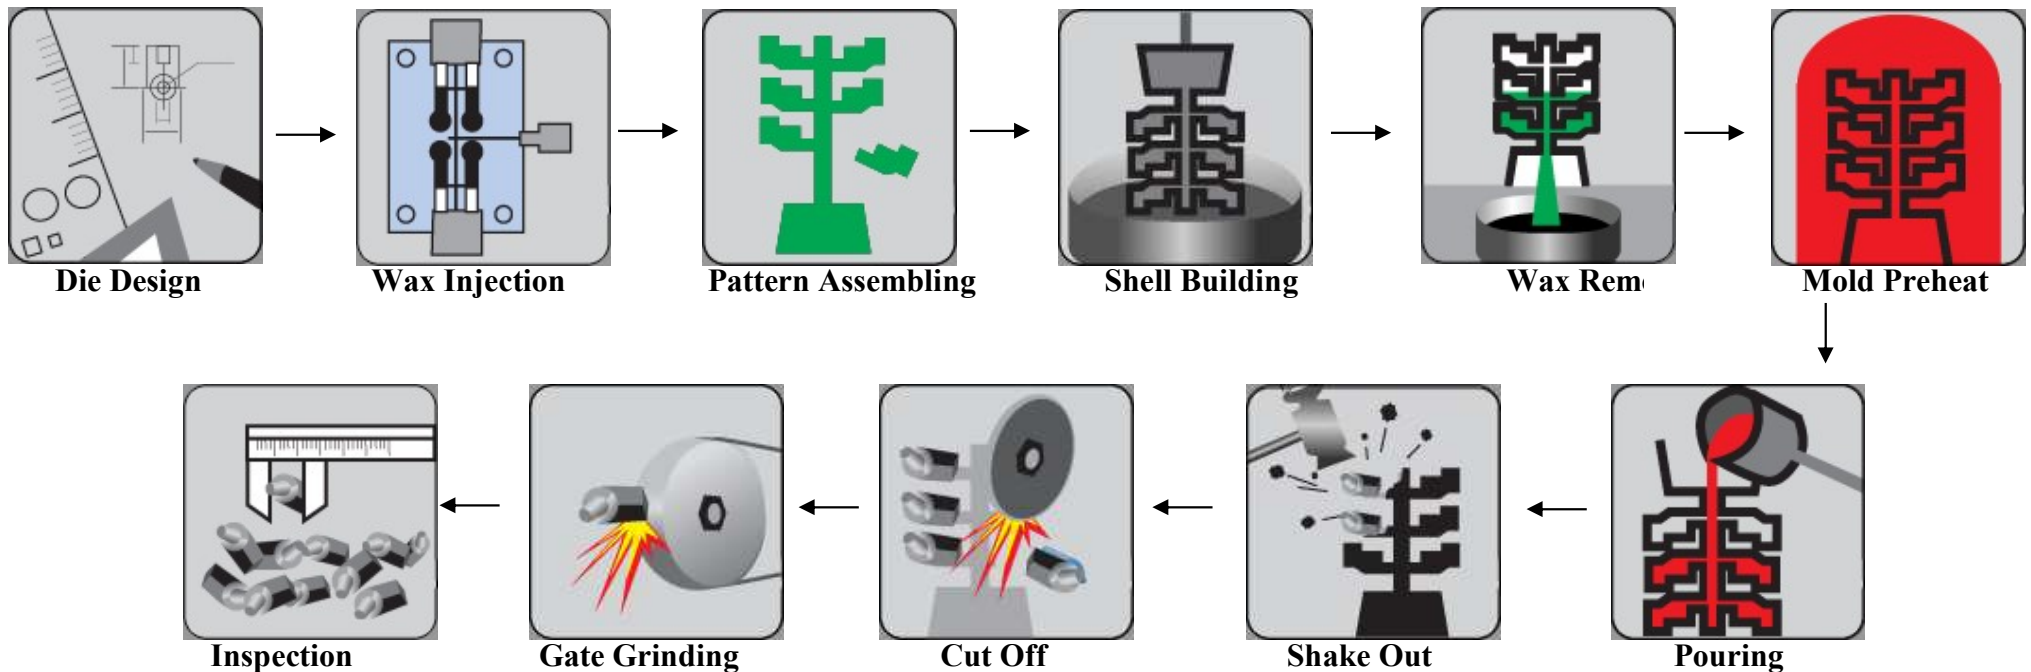 Die Design
Wax Injection
Pattern Assembling
Shell Building
Wax Rem
Mold Preheat
Inspection
Gate Grinding
Cut Off
Shake Out
Pouring